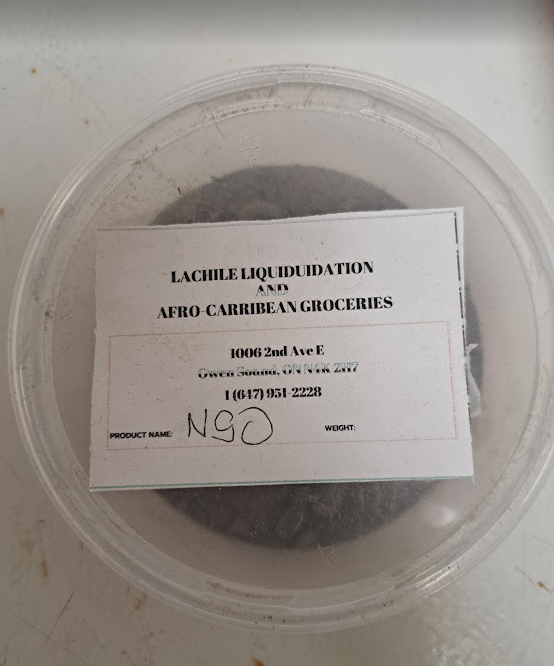 LACHILE LIQUIDUIDATION
AND
AFRO-CARRIBEAN GROCERIES
1006 2nd Ave E
Owen Sound, ON N4K 2H7
1 (647) 951-2228
PRODUCT NAME: NgO WEIGHT: